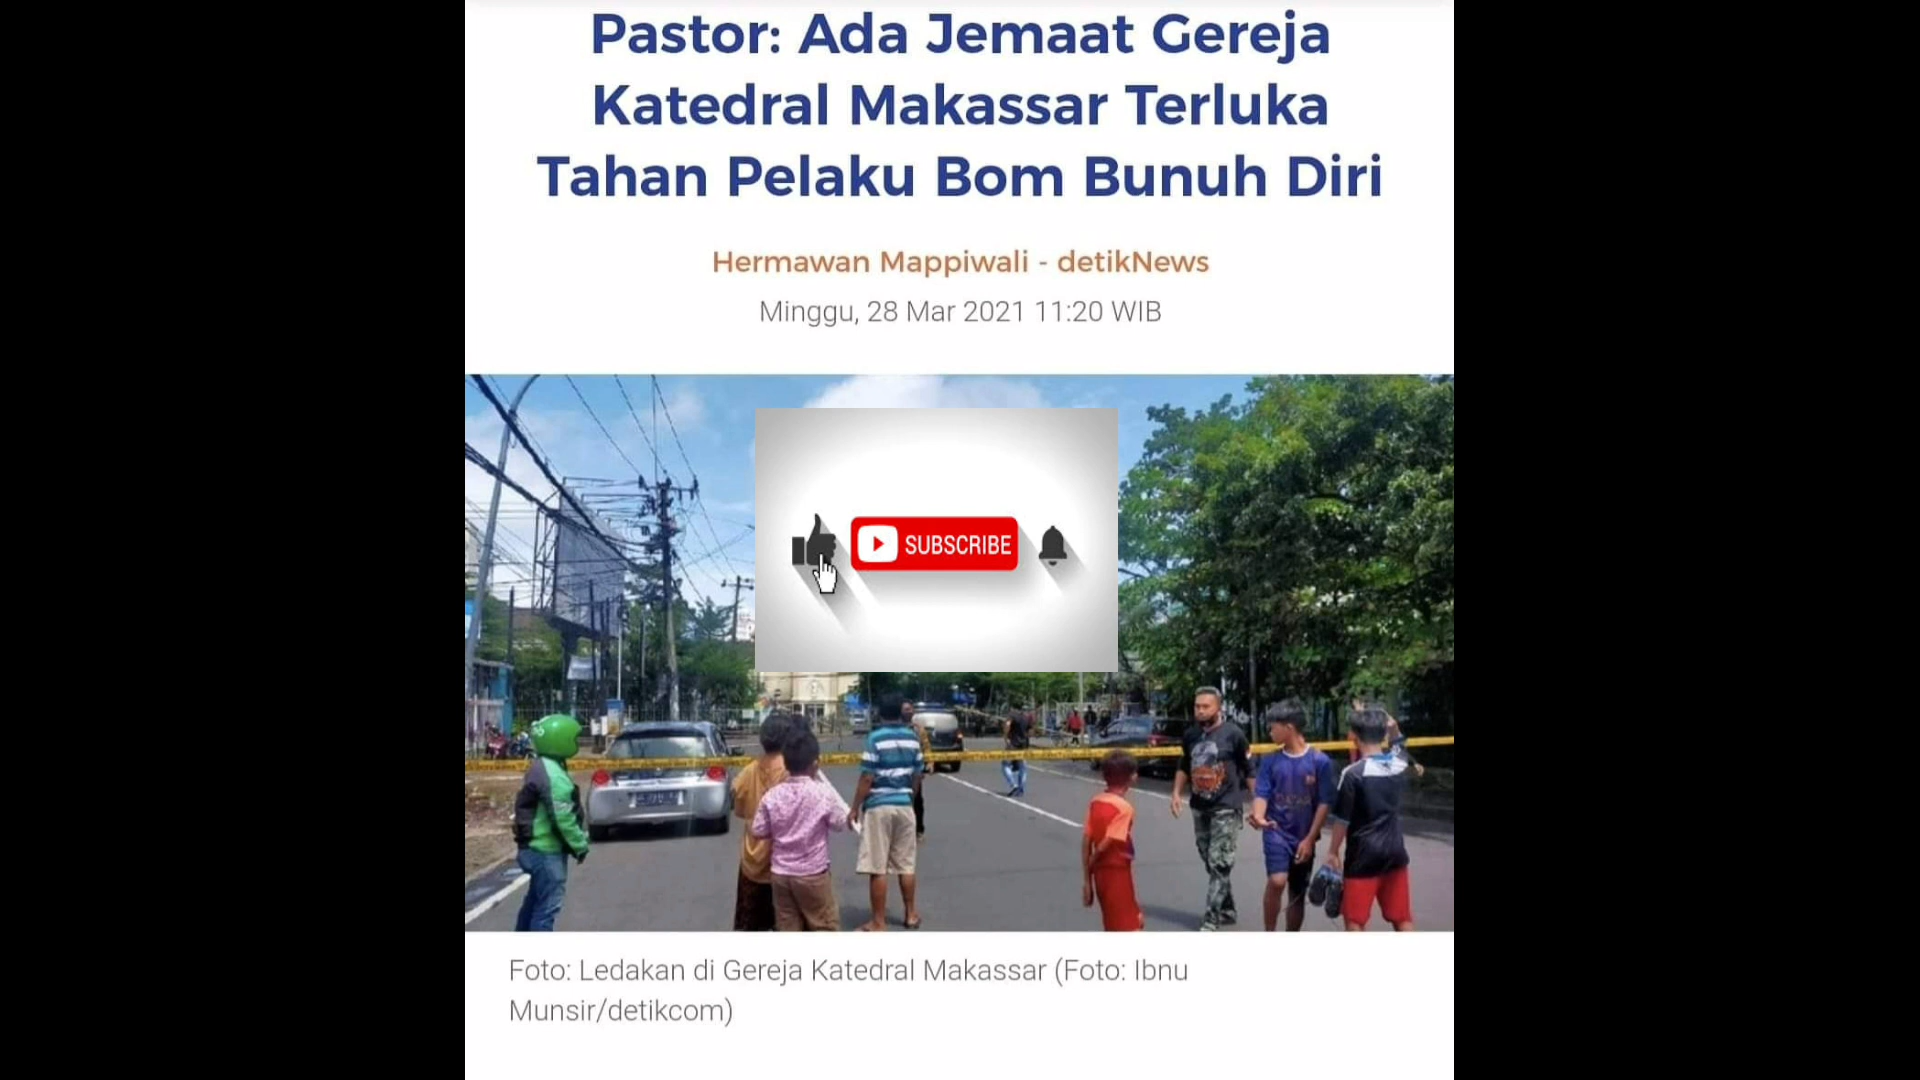 Pastor: Ada Jemaat Gereja
Katedral Makassar Terluka
Tahan Pelaku Bom Bunuh Diri
Hermawan Mappiwali - detikNews
Minggu, 28 Mar 2021 11:20 WIB
SUBSCRIBE
Foto: Ledakan di Gereja Katedral Makassar (Foto: Ibnu
Munsir/detikcom)